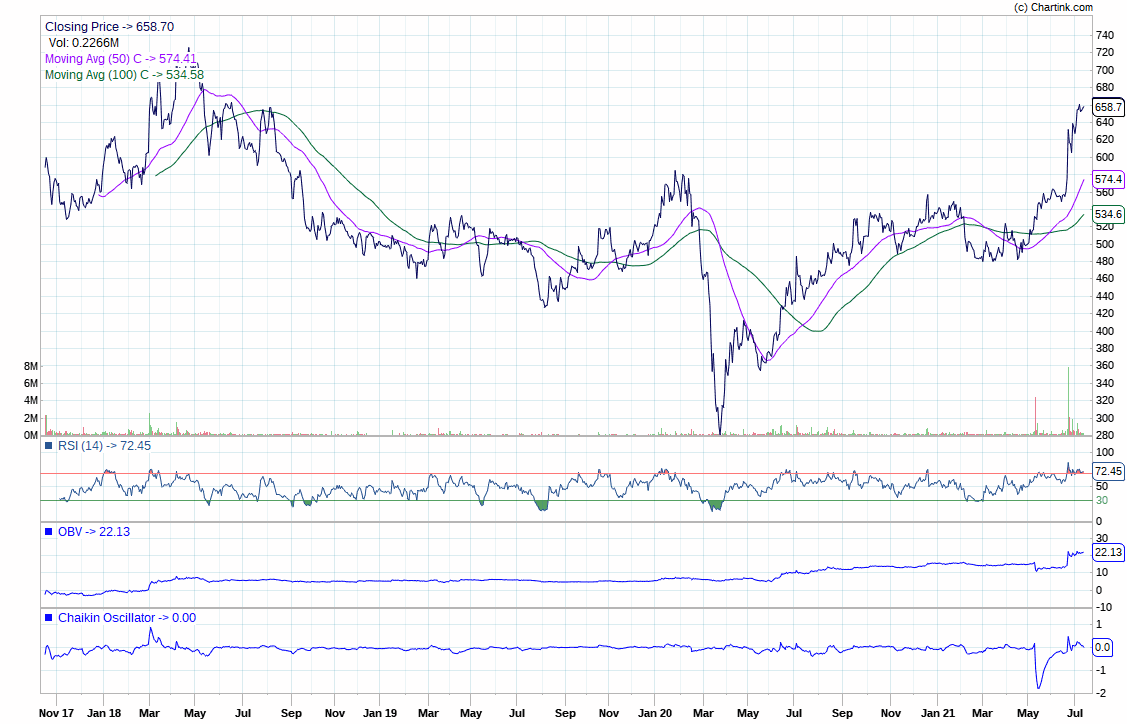 (c) Chartink.com
Closing Price -> 658.70
Vol: 0.2266M
Moving Avg (50) C -> 574.41
Moving Avg (100) C -> 534.58
740
720
700
680
658.7
640
620
600
574.4
560
534.6
520
500
480
460
440
420
400
380
360
340
320
300
280
8M
6M
4M
2M
0M
RSI (14) -> 72.45
100
72.45
50
30
0
OBV -> 22.13
30
22.13
10
0
-10
Chaikin Oscillator -> 0.00
1
0.0
-1
-2
Nov 17 Jan 18 Mar May Jul Sep Nov Jan 19 Mar May Jul Sep Nov Jan 20 Mar May Jul Sep Nov Jan 21 Mar May Jul